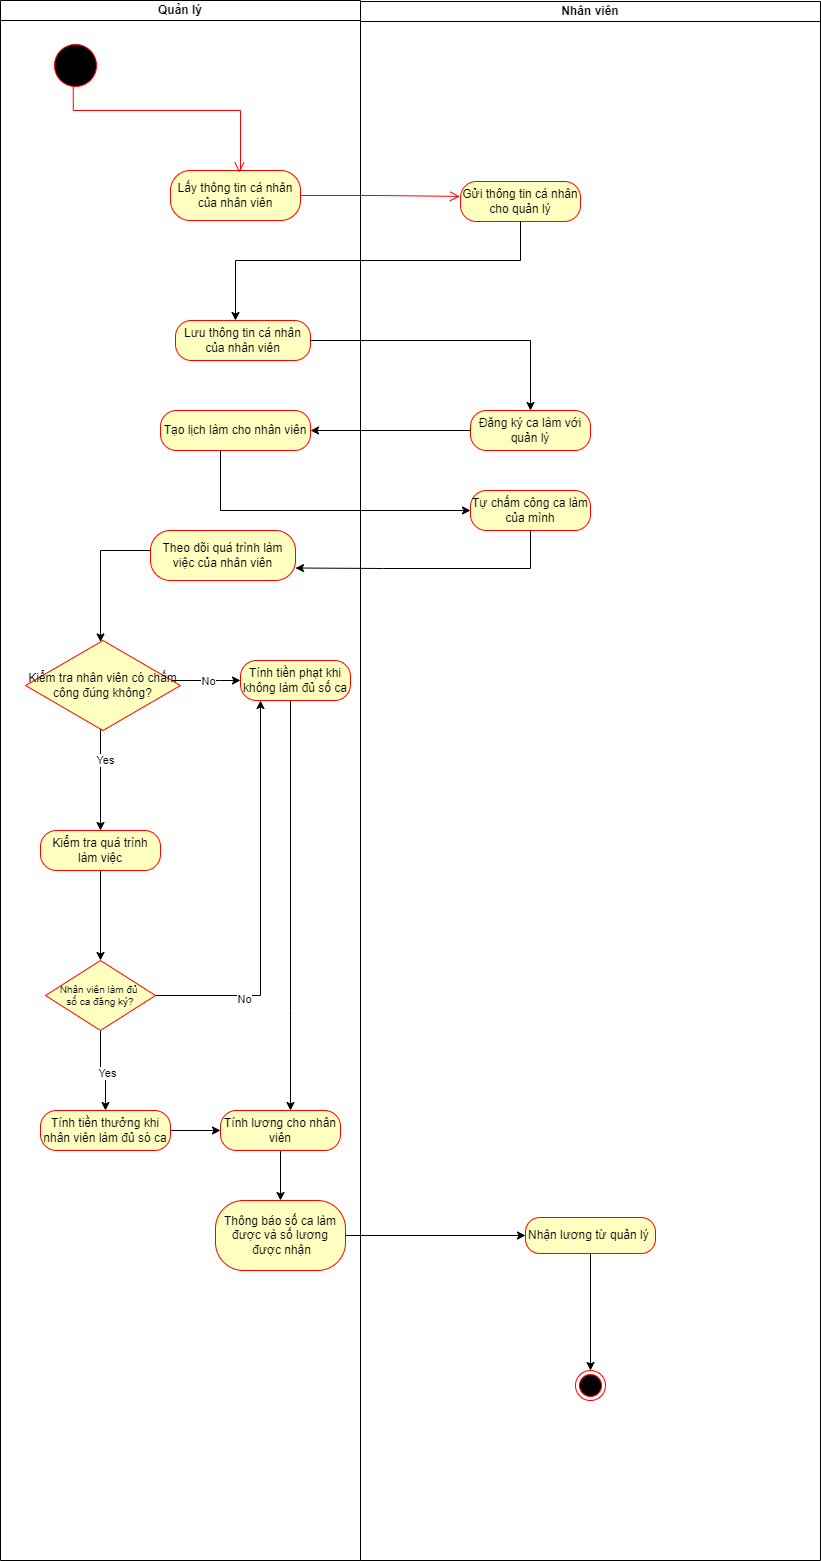 Quản lý
Nhân viên
Lấy thông tin cá nhân
của nhân viên
Gửi thông tin cá nhân
cho quản lý
Lưu thông tin cá nhân
của nhân viên
Đăng ký ca làm với
quản lý
Tạo lịch làm cho nhân viên
Tự chấm công ca làm
của mình
Theo dõi quá trình làm
việc của nhân viên
Kiểm tra nhân viên có chấm
công đúng không?
No
Tính tiền phạt khi
không làm đủ số ca
Yes
Kiểm tra quá trình
làm việc
Nhân viên làm đủ
số ca đăng ký?
No
Yes
Tính tiền thưởng khi
nhân viên làm đủ só ca
Tính lương cho nhân
viên
Thông báo số ca làm
được và số lương
được nhận
Nhận lương từ quản lý